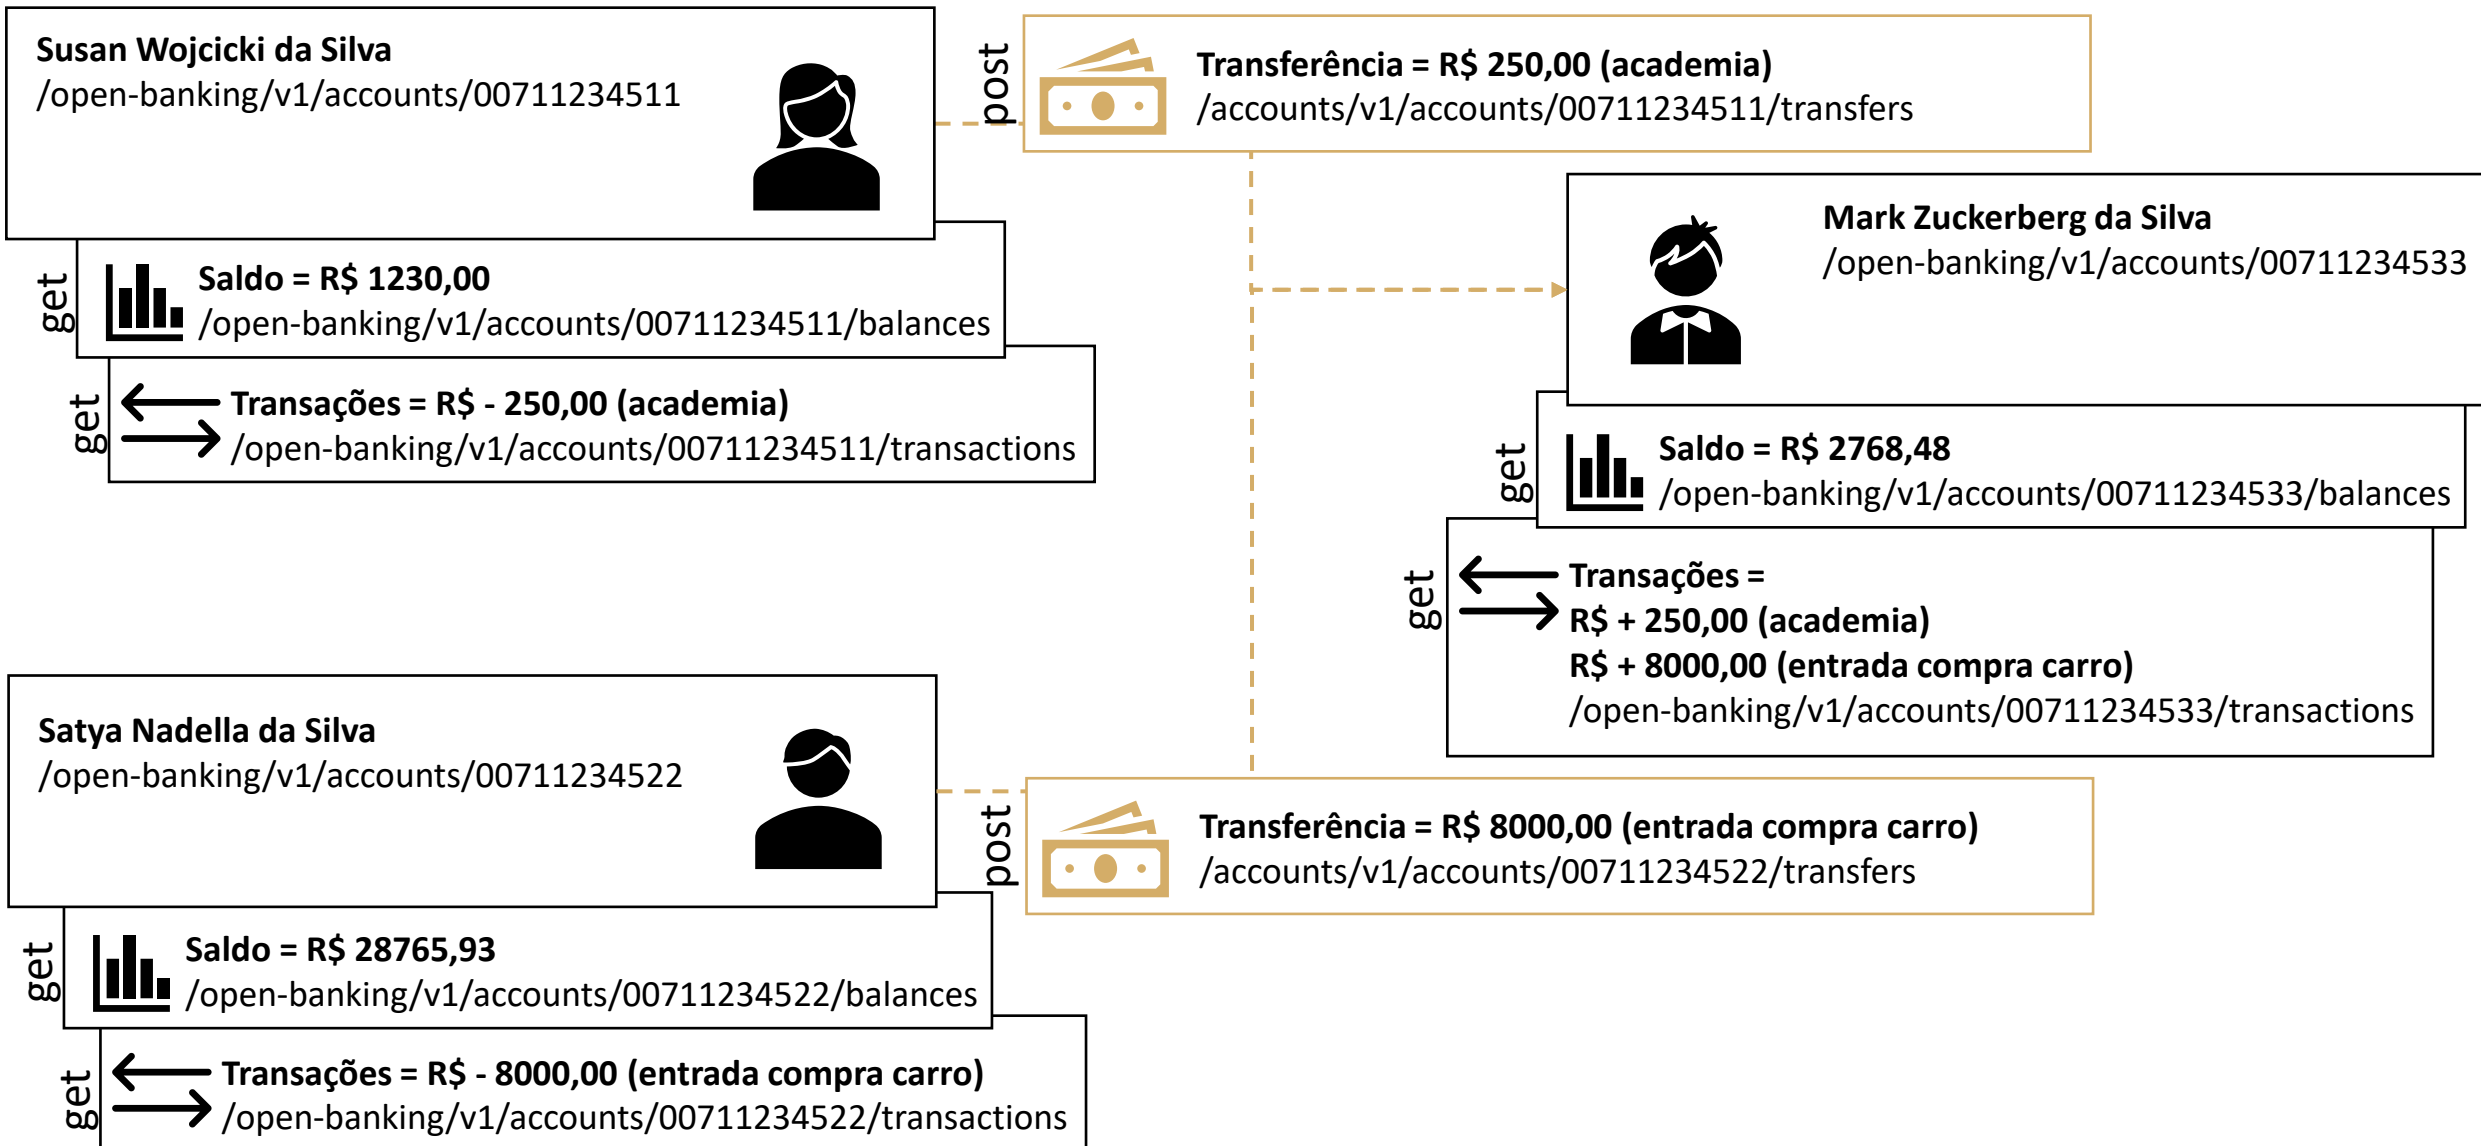 Susan Wojcicki da Silva
/open-banking/v1/accounts/00711234511
post
Transferência = R$ 250,00 (academia)
/accounts/v1/accounts/00711234511/transfers
get
Saldo = R$ 1230,00
/open-banking/v1/accounts/00711234511/balances
get
Transações = R$ - 250,00 (academia)
/open-banking/v1/accounts/00711234511/transactions
Mark Zuckerberg da Silva
/open-banking/v1/accounts/00711234533
get
Saldo = R$ 2768,48
/open-banking/v1/accounts/00711234533/balances
get
Transações =
R$ + 250,00 (academia)
R$ + 8000,00 (entrada compra carro)
/open-banking/v1/accounts/00711234533/transactions
Satya Nadella da Silva
/open-banking/v1/accounts/00711234522
post
Transferência = R$ 8000,00 (entrada compra carro)
/accounts/v1/accounts/00711234522/transfers
get
Saldo = R$ 28765,93
/open-banking/v1/accounts/00711234522/balances
get
Transações = R$ - 8000,00 (entrada compra carro)
/open-banking/v1/accounts/00711234522/transactions